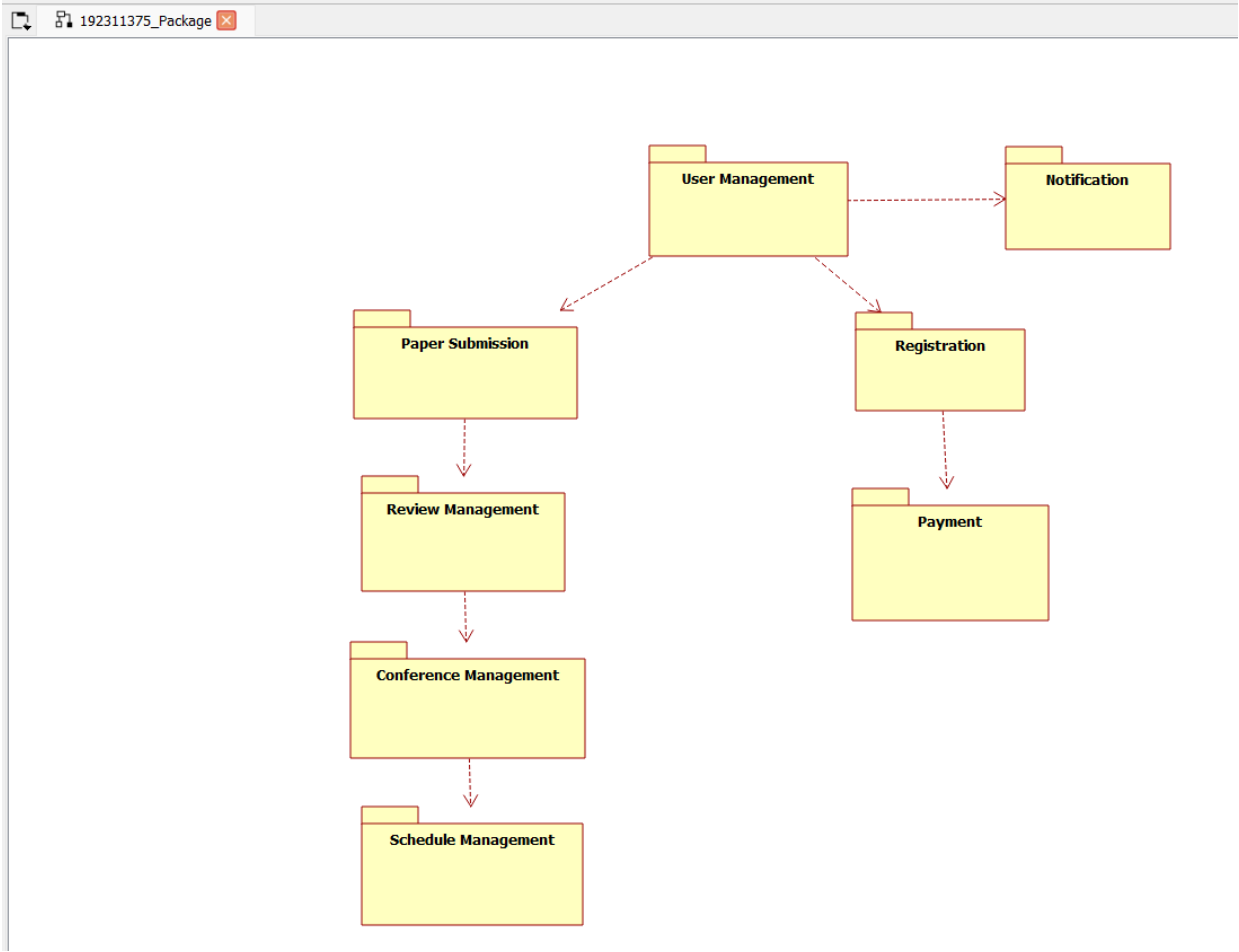 192311375_Package
User Management
Notification
Paper Submission
Registration
Review Management
Payment
Conference Management
Schedule Management